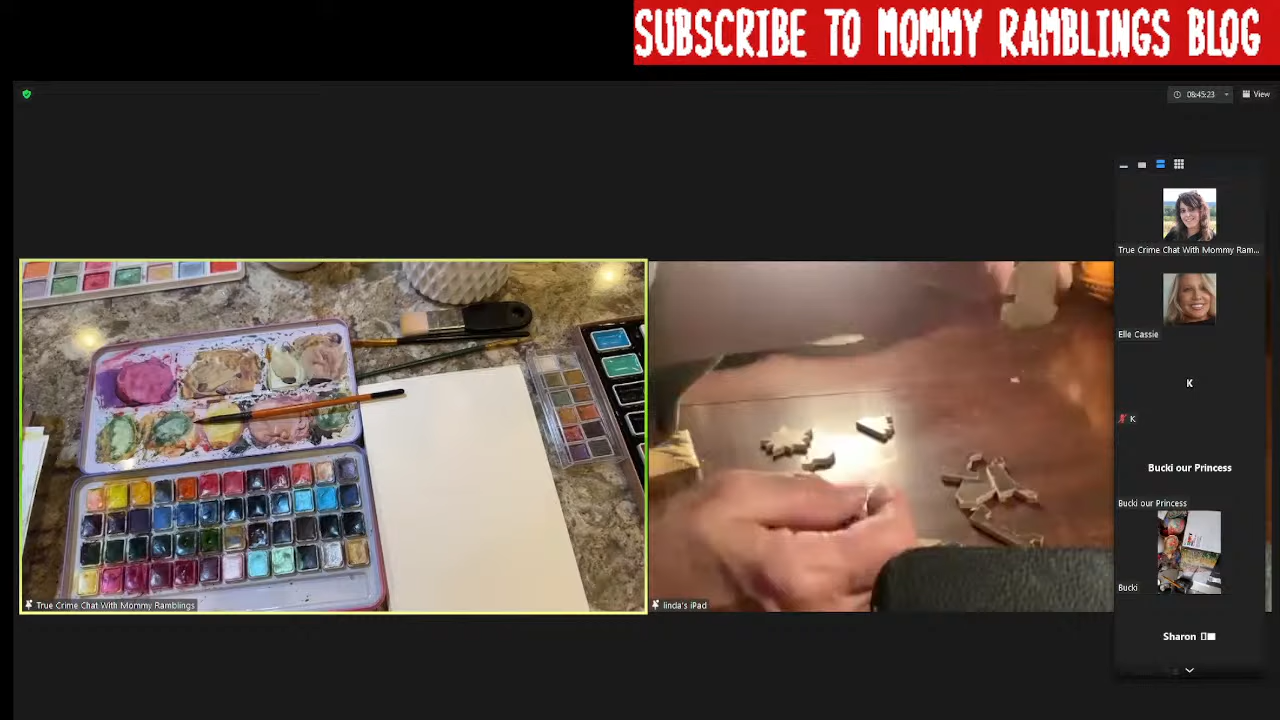 SUBSCRIBE TO MOMMY RAMBLINGS BLOG
08:45:23
View
True Crime Chat With Mommy Ram...
Elle Cassie
K
K
Bucki our Princess
Bucki our Princess
Bucki
Sharon
True Crime Chat With Mommy Ramblings
linda's iPad